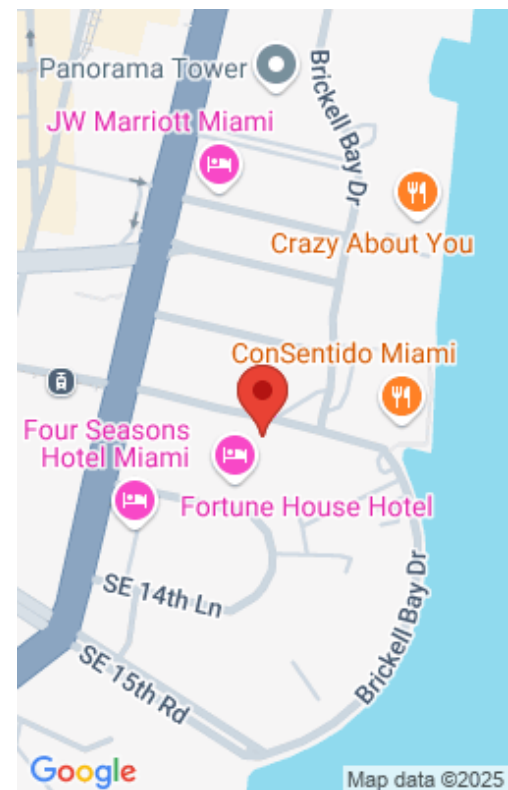 Panorama Tower
Brickell Bay Dr
JW Marriott Miami
Crazy About You
ConSentido Miami
Four Seasons
Hotel Miami
Fortune House Hotel
SE 14th Ln
Brickell Bay Dr
SE 15th Rd
Google
Map data ©2025